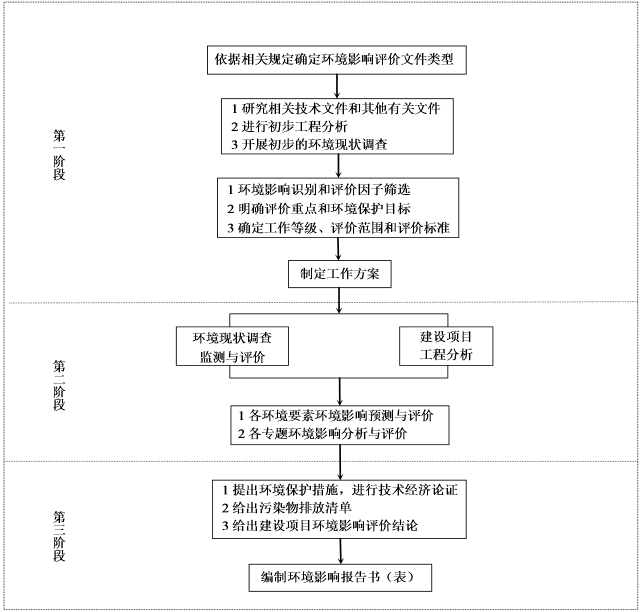 依据相关规定确定环境影响评价文件类型
第一阶段
1 研究相关技术文件和其他有关文件
2 进行初步工程分析
3 开展初步的环境现状调查
1 环境影响识别和评价因子筛选
2 明确评价重点和环境保护目标
3 确定工作等级、评价范围和评价标准
制定工作方案
第二阶段
环境现状调查
监测与评价
建设项目
工程分析
1 各环境要素环境影响预测与评价
2 各专题环境影响分析与评价
第三阶段
1 提出环境保护措施，进行技术经济论证
2 给出污染物排放清单
3 给出建设项目环境影响评价结论
编制环境影响报告书（表）